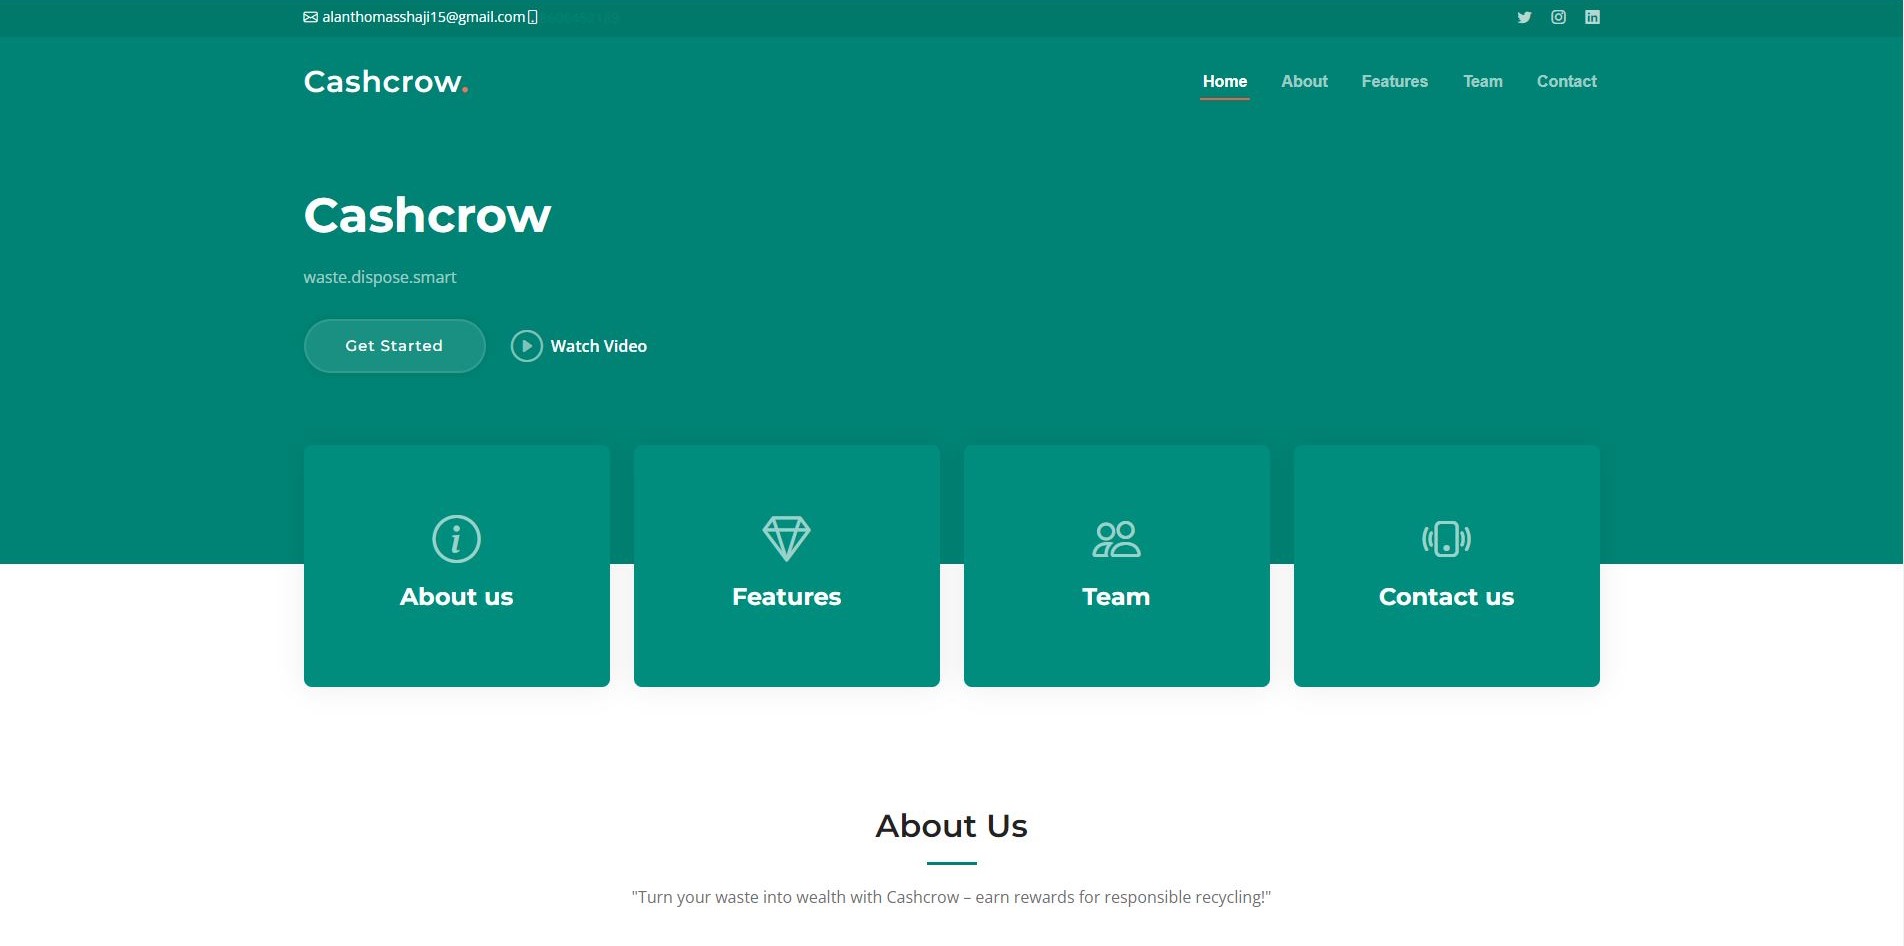 alanthomasshaji15@gmail.com
Cashcrow.
Home About Features Team Contact
Cashcrow
waste.dispose.smart
Get Started Watch Video
About us Features Team Contact us
About Us
"Turn your waste into wealth with Cashcrow – earn rewards for responsible recycling!"